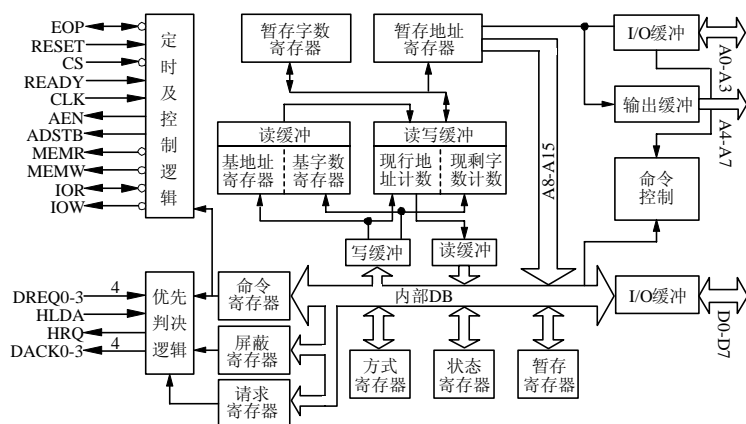 EOP
RESET
CS
READY
CLK
AEN
ADSTB
MEMR
MEMW
IOR
IOW
定时及控制逻辑
暂存字数
寄存器
暂存地址
寄存器
I/O缓冲
A0-A3
输出缓冲
A4-A7
读缓冲
基地址
寄存器
基字数
寄存器
读写缓冲
现行地
址计数
现剩字
数计数
A8-A15
命令
控制
写缓冲
读缓冲
DREQ0-3
4
HLDA
HRQ
DACK0-3
4
优先
判决
逻辑
命令
寄存器
内部DB
I/O缓冲
D0-D7
屏蔽
寄存器
请求
寄存器
方式
寄存器
状态
寄存器
暂存
寄存器